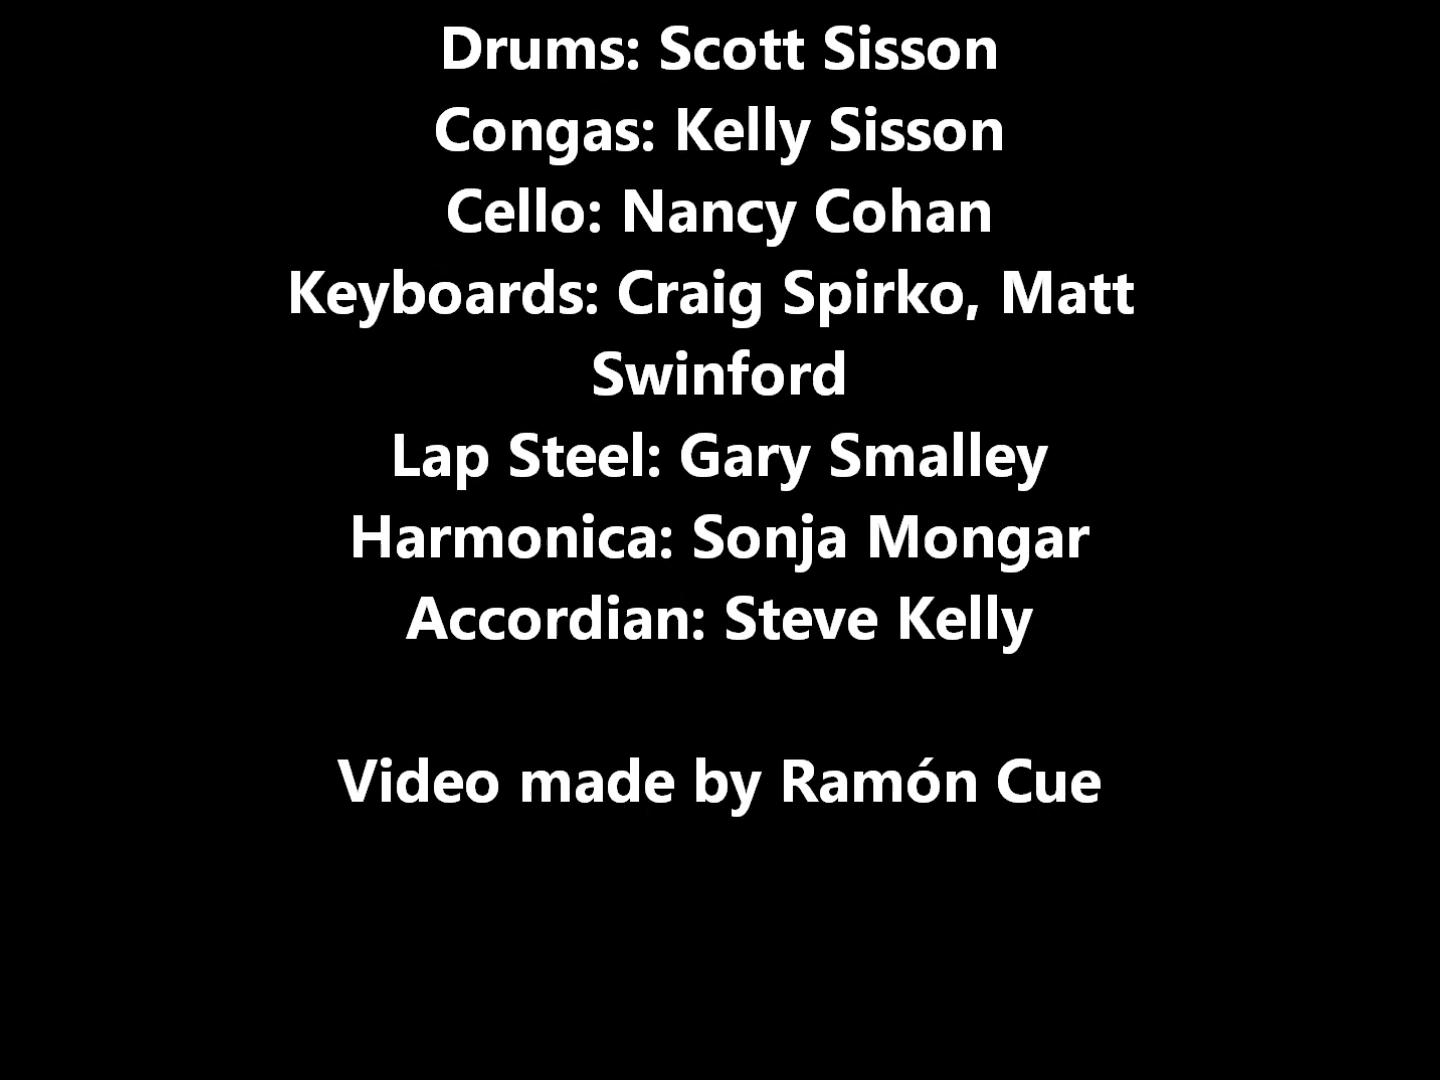 Drums: Scott Sisson
Congas: Kelly Sisson
Cello: Nancy Cohan
Keyboards: Craig Spirko, Matt
Swinford
Lap Steel: Gary Smalley
Harmonica: Sonja Mongar
Accordian: Steve Kelly
Video made by Ramón Cue